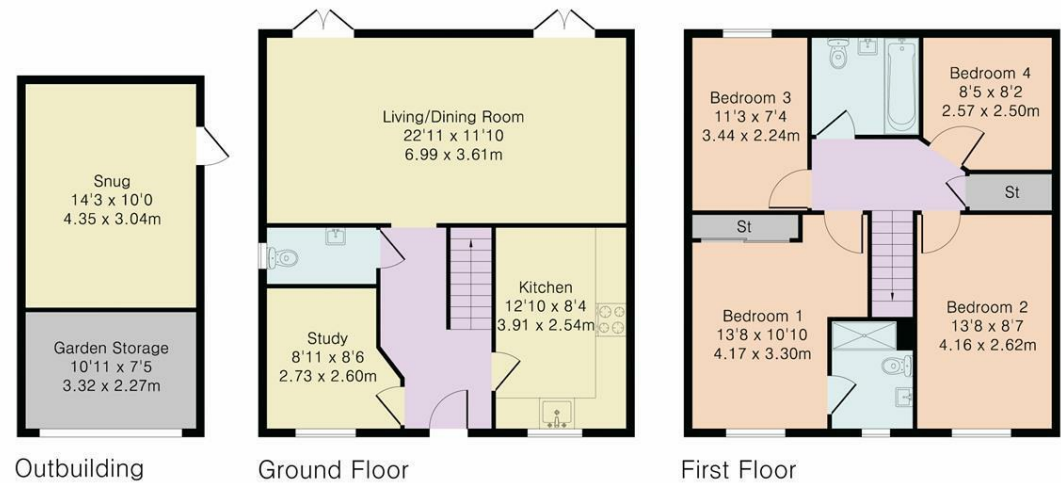 Snug
14'3 x 10'0
4.35 x 3.04m
Garden Storage
10'11 x 7'5
3.32 x 2.27m
Outbuilding
Living/Dining Room
22'11 x 11'10
6.99 x 3.61m
Study
8'11 x 8'6
2.73 x 2.60m
Kitchen
12'10 x 8'4
3.91 x 2.54m
Ground Floor
Bedroom 3
11'3 x 7'4
3.44 x 2.24m
Bedroom 4
8'5 x 8'2
2.57 x 2.50m
St
St
Bedroom 1
13'8 x 10'10
4.17 x 3.30m
Bedroom 2
13'8 x 8'7
4.16 x 2.62m
First Floor